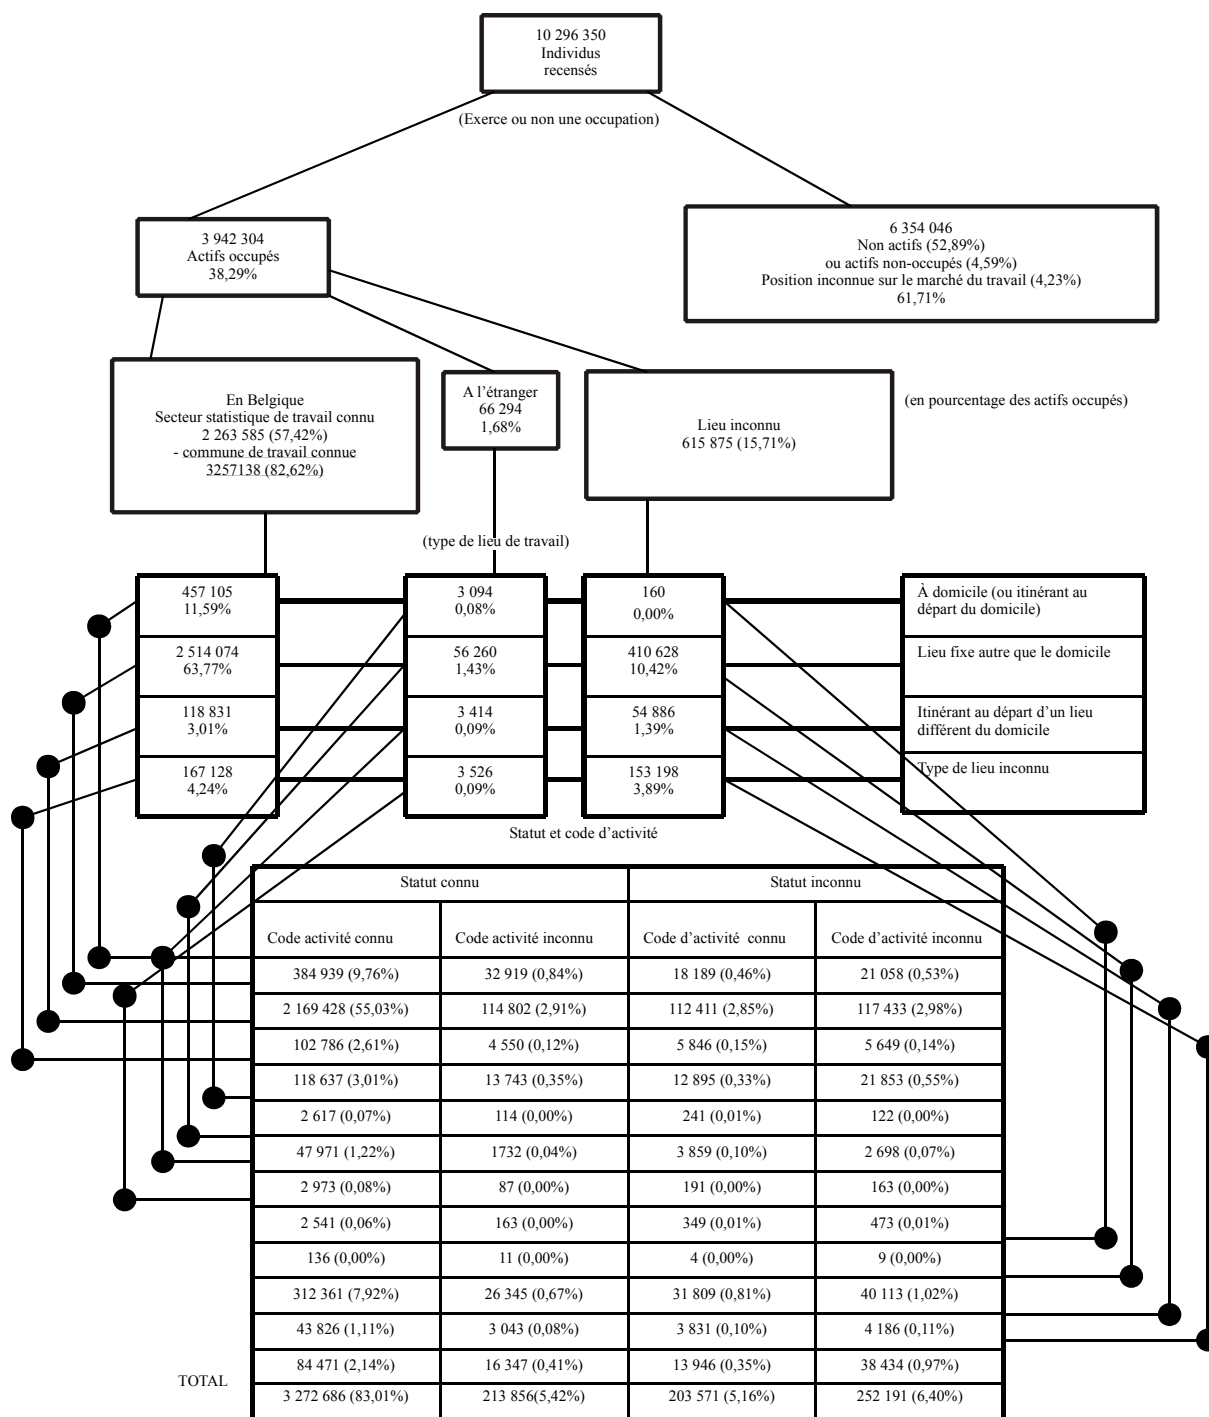 10 296 350
Individus
recensés
(Exerce ou non une occupation)
3 942 304
Actifs occupés
38,29%
6 354 046
Non actifs (52,89%)
ou actifs non-occupés (4,59%)
Position inconnue sur le marché du travail (4,23%)
61,71%
En Belgique
Secteur statistique de travail connu
2 263 585 (57,42%)
- commune de travail connue
3257138 (82,62%)
A l’étranger
66 294
1,68%
Lieu inconnu
615 875 (15,71%)
(en pourcentage des actifs occupés)
(type de lieu de travail)
457 105
11,59%
3 094
0,08%
160
0,00%
À domicile (ou itinérant au
départ du domicile)
2 514 074
63,77%
56 260
1,43%
410 628
10,42%
Lieu fixe autre que le domicile
118 831
3,01%
3 414
0,09%
54 886
1,39%
Itinérant au départ d’un lieu
différent du domicile
167 128
4,24%
3 526
0,09%
153 198
3,89%
Type de lieu inconnu
Statut et code d’activité
Statut connu Statut inconnu
Code activité connu Code activité inconnu Code d’activité connu Code d’activité inconnu
384 939 (9,76%) 32 919 (0,84%) 18 189 (0,46%) 21 058 (0,53%)
2 169 428 (55,03%) 114 802 (2,91%) 112 411 (2,85%) 117 433 (2,98%)
102 786 (2,61%) 4 550 (0,12%) 5 846 (0,15%) 5 649 (0,14%)
118 637 (3,01%) 13 743 (0,35%) 12 895 (0,33%) 21 853 (0,55%)
2 617 (0,07%) 114 (0,00%) 241 (0,01%) 122 (0,00%)
47 971 (1,22%) 1732 (0,04%) 3 859 (0,10%) 2 698 (0,07%)
2 973 (0,08%) 87 (0,00%) 191 (0,00%) 163 (0,00%)
2 541 (0,06%) 163 (0,00%) 349 (0,01%) 473 (0,01%)
136 (0,00%) 11 (0,00%) 4 (0,00%) 9 (0,00%)
312 361 (7,92%) 26 345 (0,67%) 31 809 (0,81%) 40 113 (1,02%)
43 826 (1,11%) 3 043 (0,08%) 3 831 (0,10%) 4 186 (0,11%)
84 471 (2,14%) 16 347 (0,41%) 13 946 (0,35%) 38 434 (0,97%)
TOTAL 3 272 686 (83,01%) 213 856(5,42%) 203 571 (5,16%) 252 191 (6,40%)